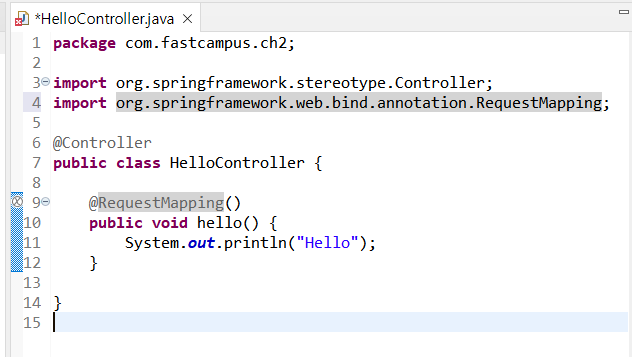 *HelloController.java
1 package com.fastcampus.ch2;
2
3 import org.springframework.stereotype.Controller;
4 import org.springframework.web.bind.annotation.RequestMapping;
5
6 @Controller
7 public class HelloController {
8
9 @RequestMapping()
10 public void hello() {
11 System.out.println("Hello");
12 }
13
14 }
15